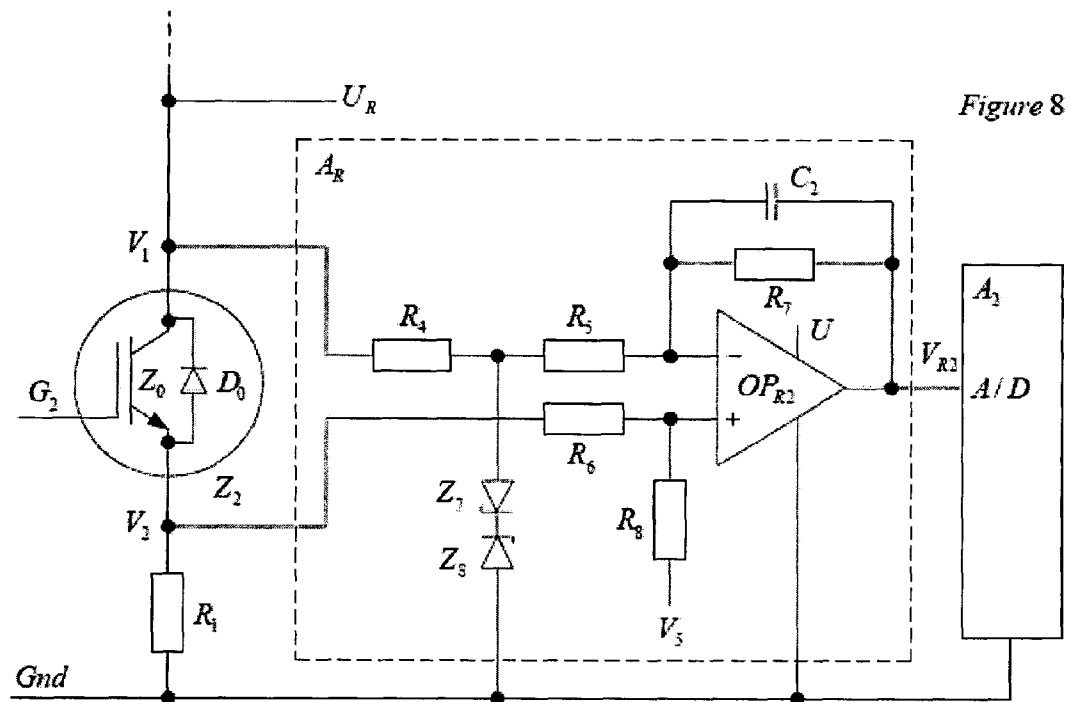 U_R
Figure 8
A_R
C_2
V_1
R_7
A_2
R_4
R_5
U
V_R2
G_2
Z_0
D_0
OP_R2
A/D
−
+
R_6
Z_2
Z_7
V_2
R_8
Z_8
R_1
V_5
Gnd